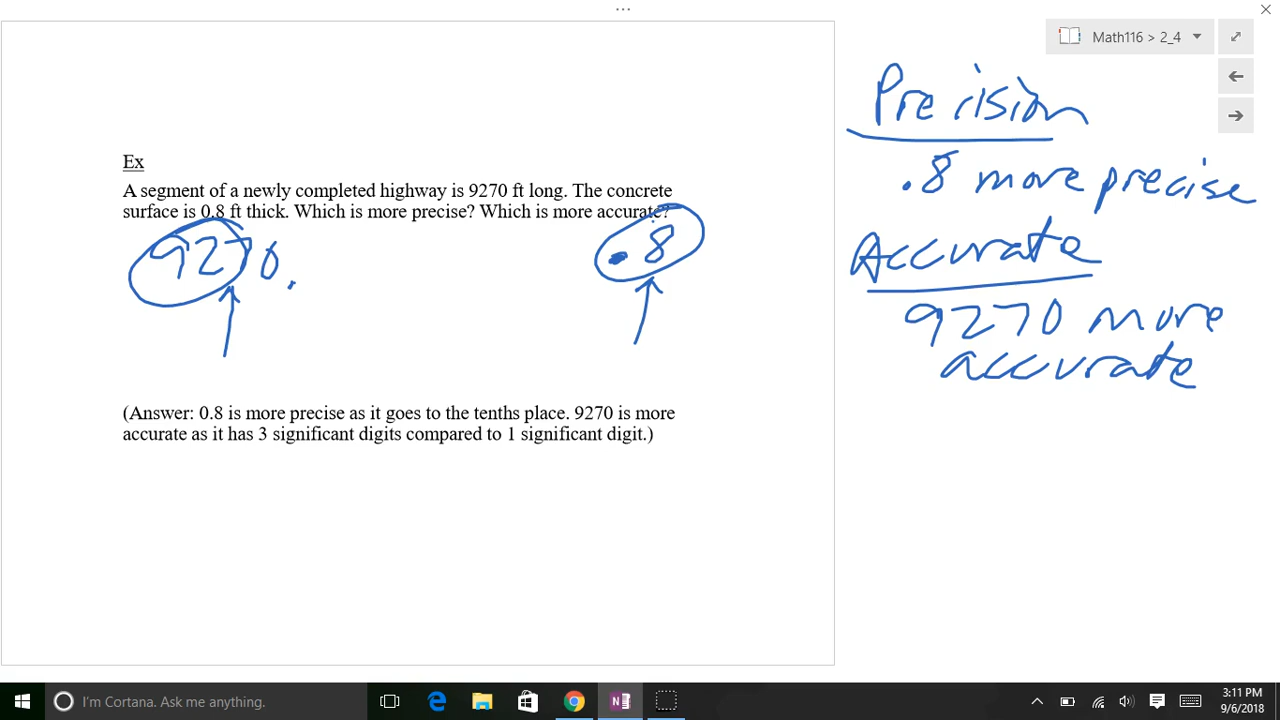 ...
Math116 > 2_4
Precision
.8 more precise
Accurate
9270 more
accurate
Ex
A segment of a newly completed highway is 9270 ft long. The concrete
surface is 0.8 ft thick. Which is more precise? Which is more accurate?
9270.
.8
(Answer: 0.8 is more precise as it goes to the tenths place. 9270 is more
accurate as it has 3 significant digits compared to 1 significant digit.)
I'm Cortana. Ask me anything.
3:11 PM
9/6/2018